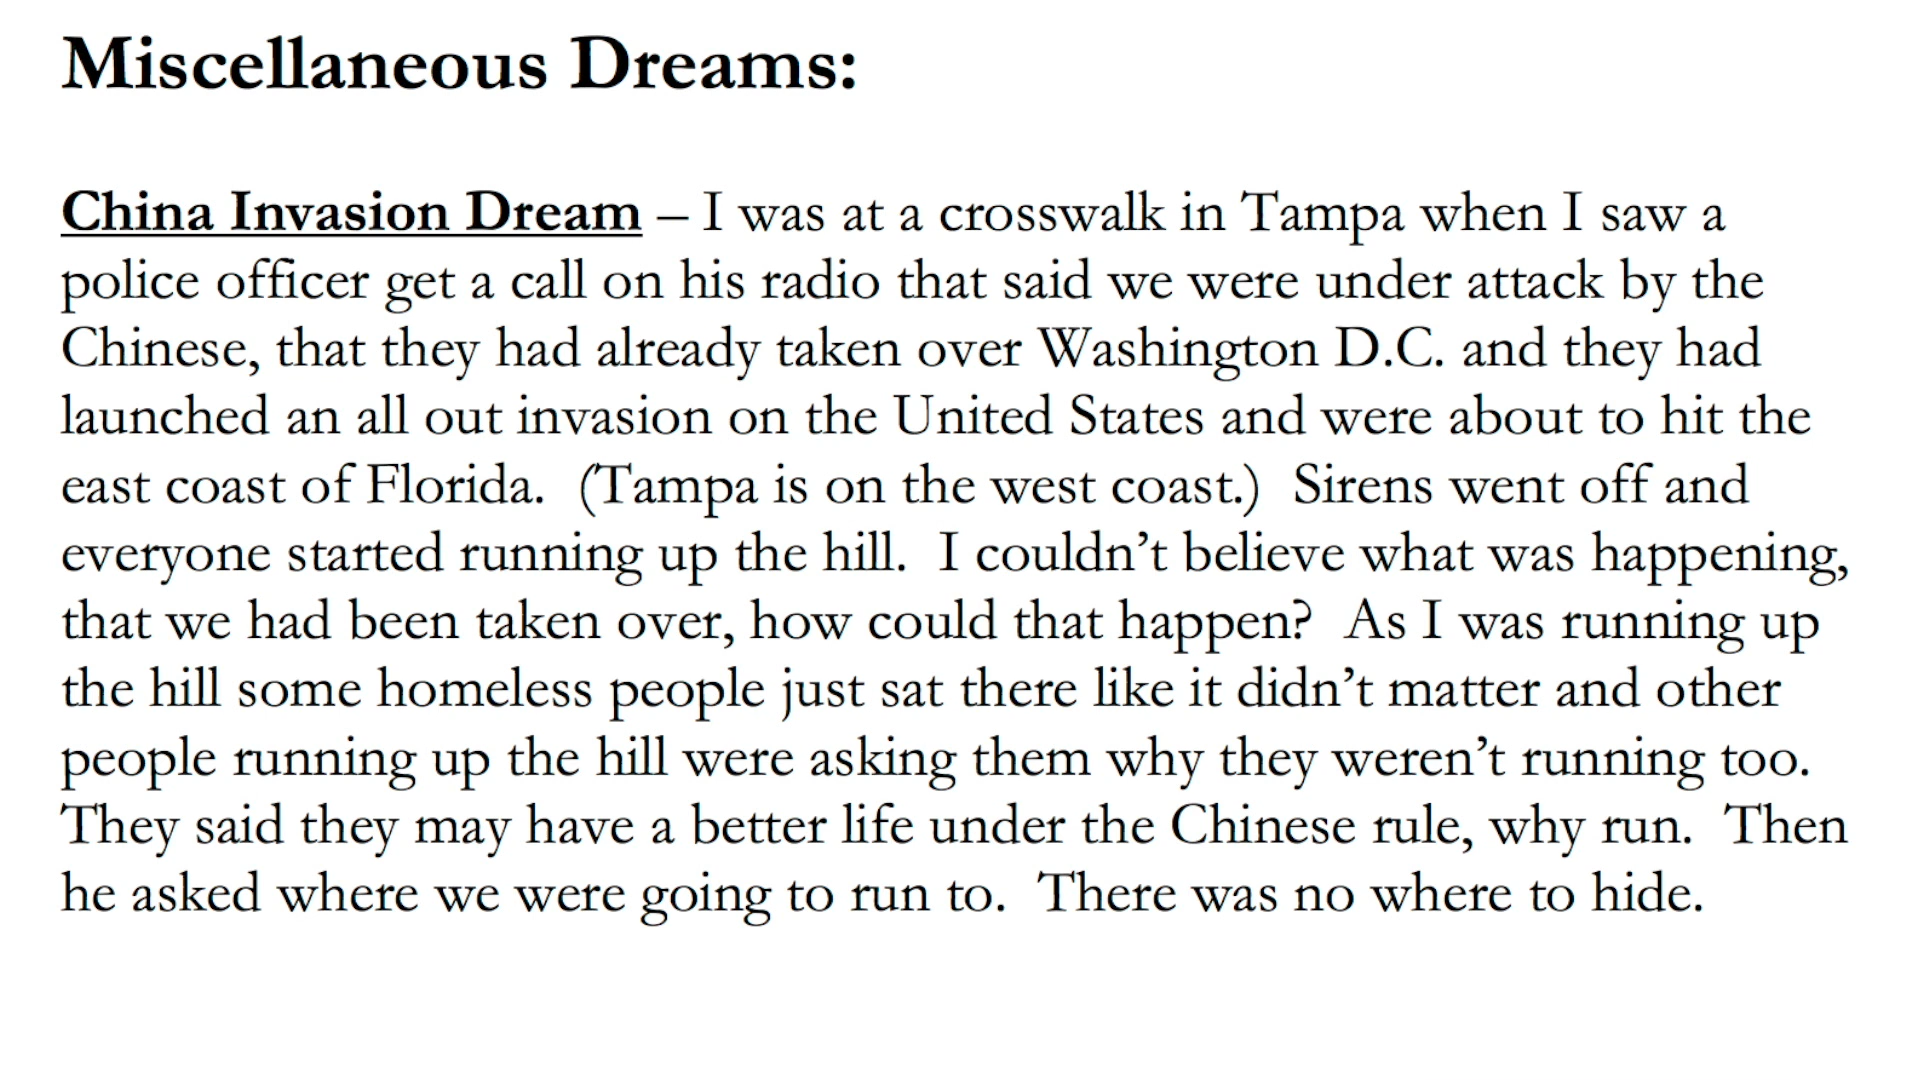 Miscellaneous Dreams:
China Invasion Dream – I was at a crosswalk in Tampa when I saw a
police officer get a call on his radio that said we were under attack by the
Chinese, that they had already taken over Washington D.C. and they had
launched an all out invasion on the United States and were about to hit the
east coast of Florida.  (Tampa is on the west coast.)  Sirens went off and
everyone started running up the hill.  I couldn’t believe what was happening,
that we had been taken over, how could that happen?  As I was running up
the hill some homeless people just sat there like it didn’t matter and other
people running up the hill were asking them why they weren’t running too.
They said they may have a better life under the Chinese rule, why run.  Then
he asked where we were going to run to.  There was no where to hide.